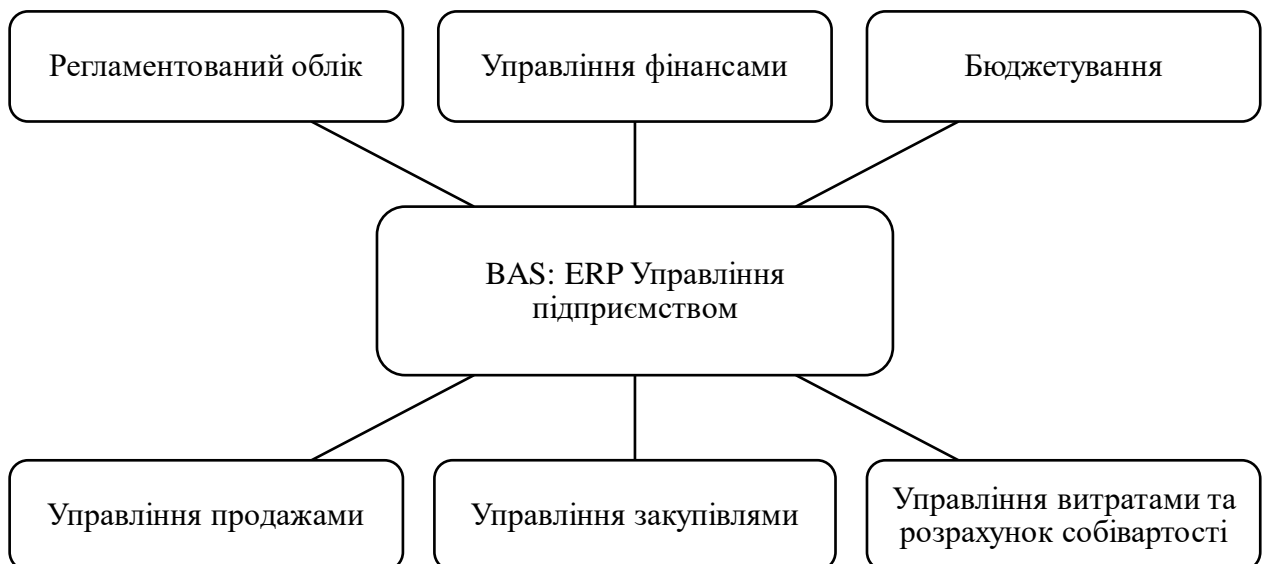 Регламентований облік
Управління фінансами
Бюджетування
BAS: ERP Управління
підприємством
Управління продажами
Управління закупівлями
Управління витратами та
розрахунок собівартості